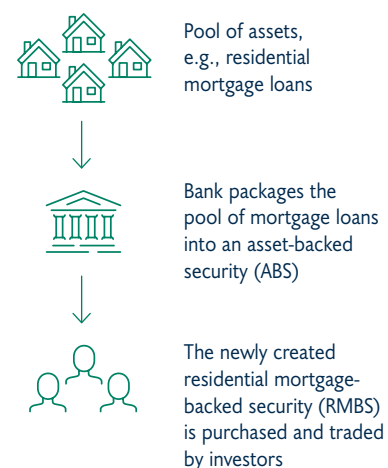 Pool of assets,
e.g., residential
mortgage loans
Bank packages the
pool of mortgage loans
into an asset-backed
security (ABS)
The newly created
residential mortgage-
backed security (RMBS)
is purchased and traded
by investors